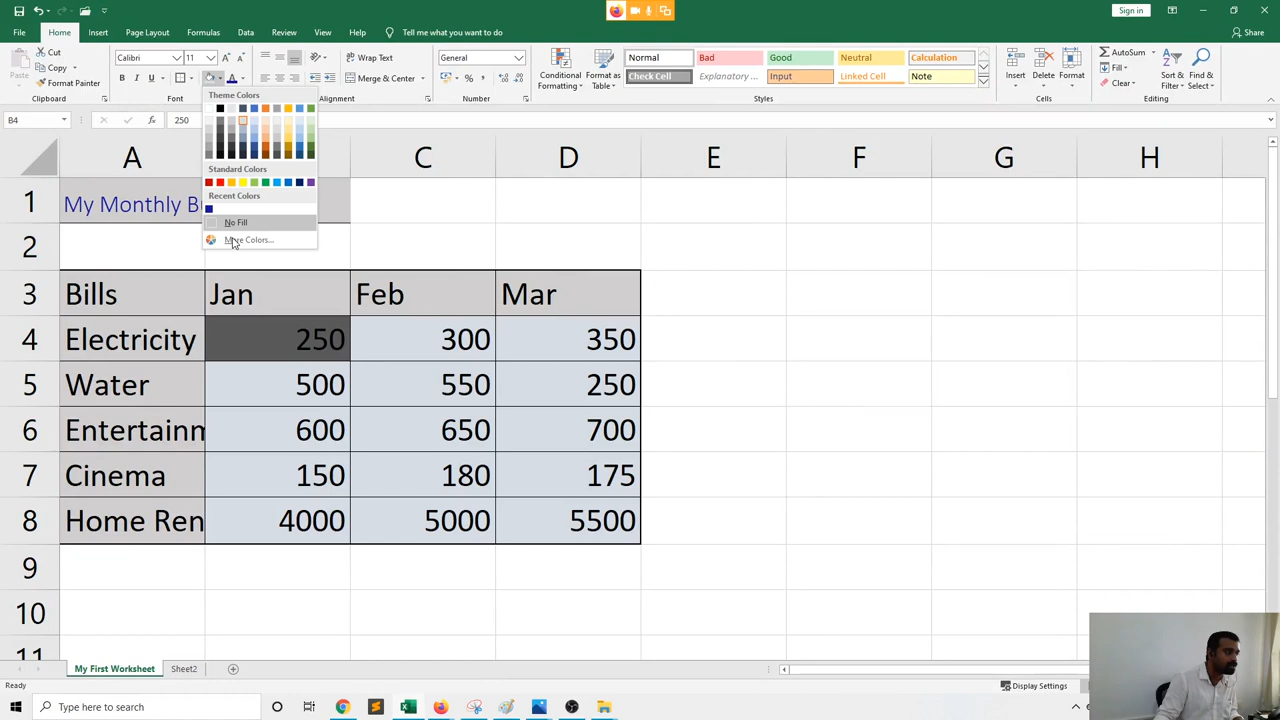 Sign in
File Home Insert Page Layout Formulas Data Review View Help Tell me what you want to do Share
Cut
Copy
Format Painter
Paste
Clipboard
Calibri 11
B I U
Font
Wrap Text
Merge & Center
Alignment
General
%
Conditional Formatting
Format as Table
Normal Bad Good Neutral Calculation
Check Cell Explanatory ... Input Linked Cell Note
Styles
Insert Delete Format
Cells
AutoSum
Fill
Clear
Sort & Filter
Find & Select
Editing
B4 fx 250
Theme Colors
Standard Colors
Recent Colors
No Fill
More Colors...
A C D E F G H
1 My Monthly B
2
3 Bills Jan Feb Mar
4 Electricity 250 300 350
5 Water 500 550 250
6 Entertainm 600 650 700
7 Cinema 150 180 175
8 Home Ren 4000 5000 5500
9
10
11
My First Worksheet Sheet2
Ready Display Settings
Type here to search